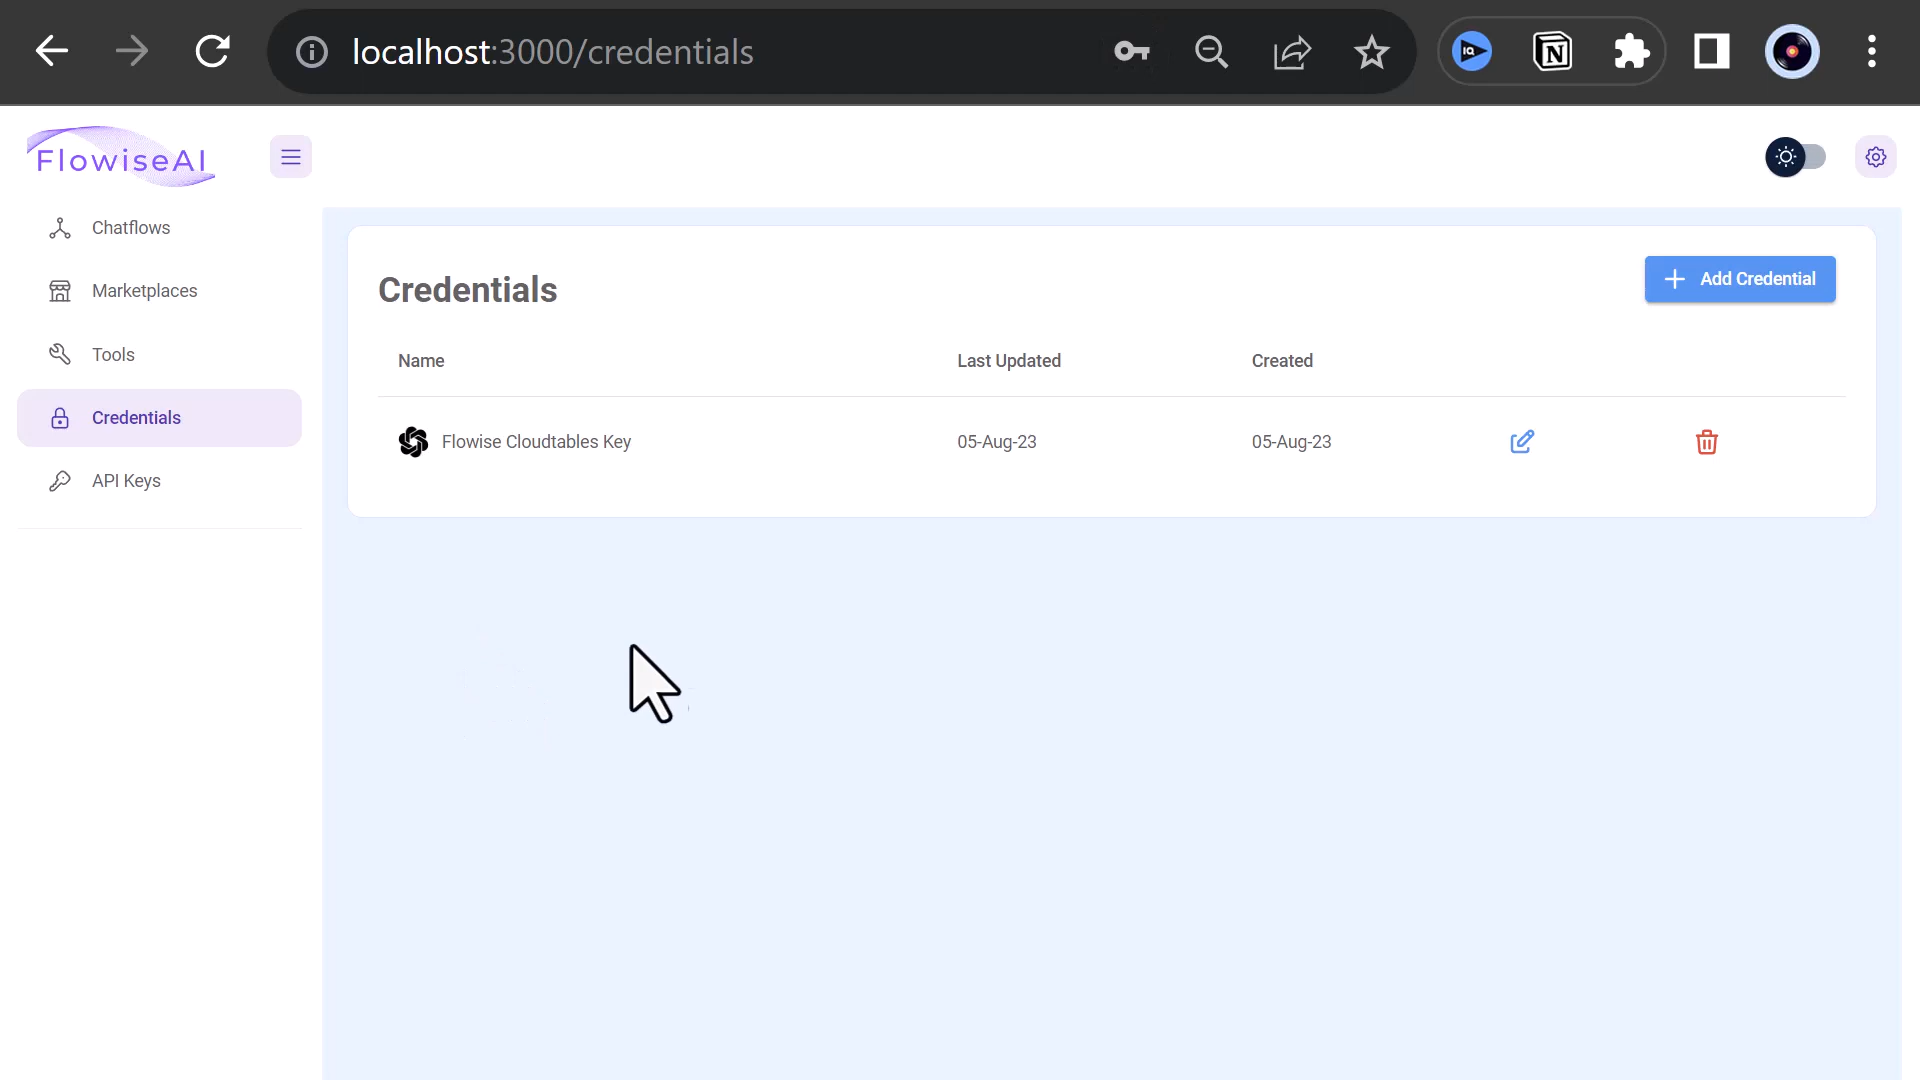 localhost:3000/credentials
IQ
N
FlowiseAI
Chatflows
Marketplaces
Tools
Credentials
API Keys
Credentials
Add Credential
Name Last Updated Created
Flowise Cloudtables Key 05-Aug-23 05-Aug-23